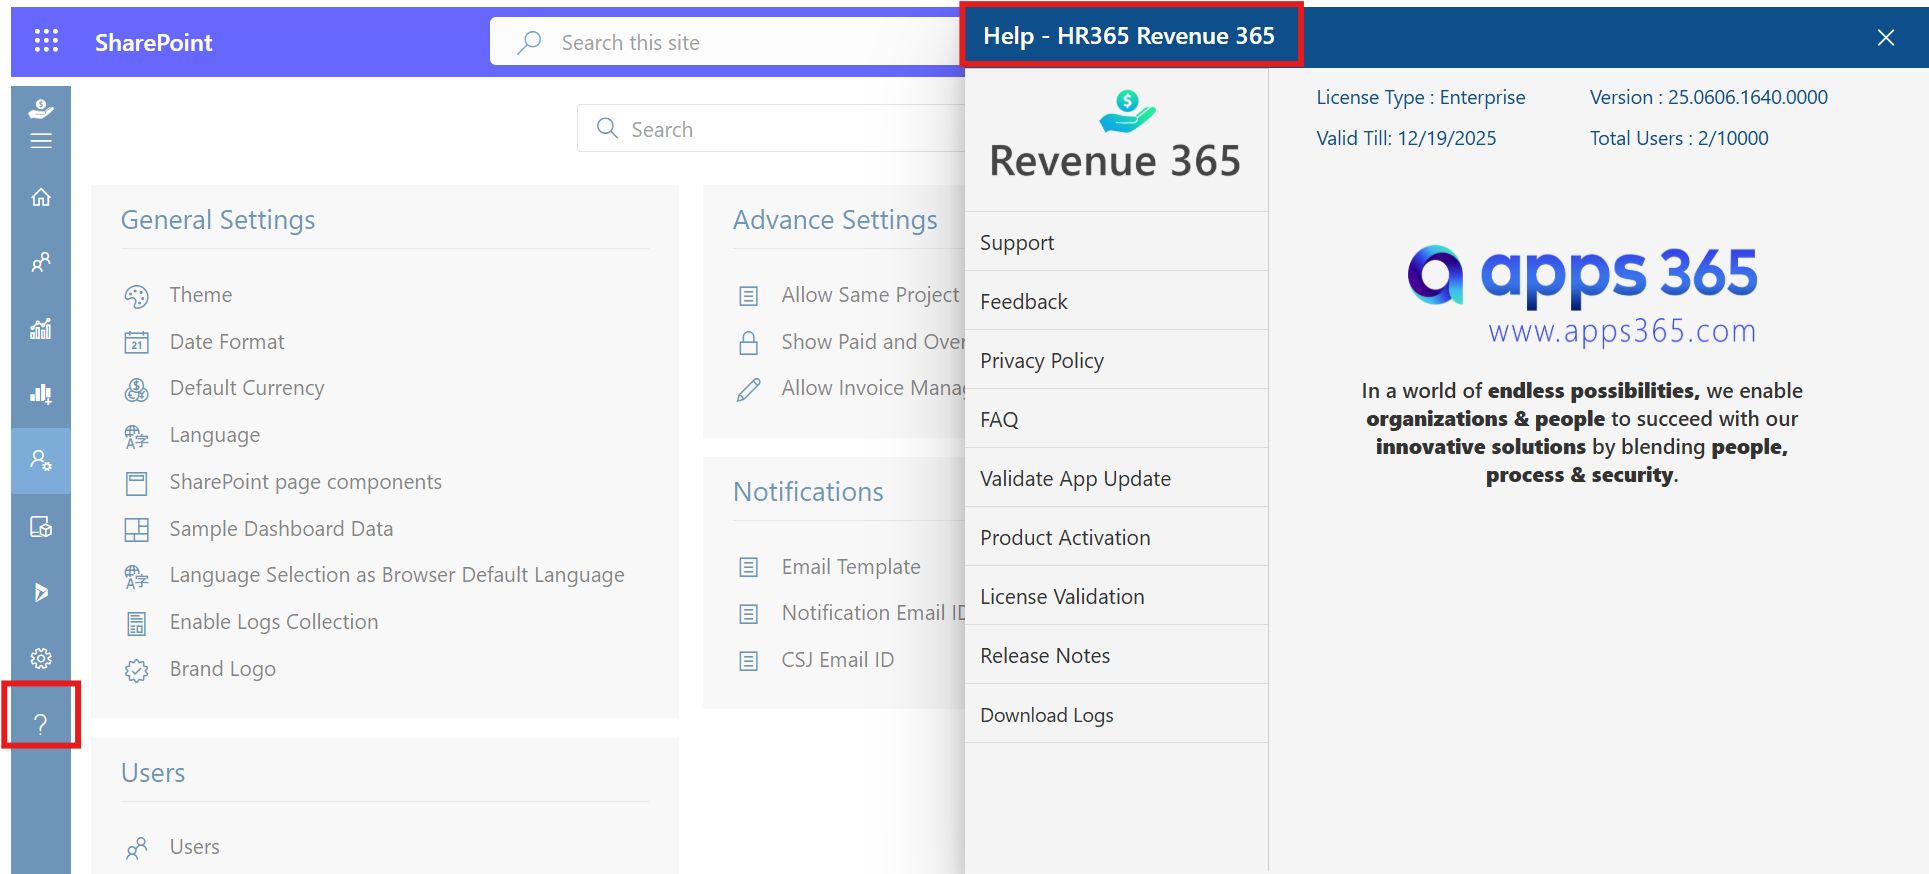 SharePoint
Search this site
Help - HR365 Revenue 365
Search
General Settings
Theme
21
Date Format
Default Currency
Language
SharePoint page components
Sample Dashboard Data
Language Selection as Browser Default Language
Enable Logs Collection
Brand Logo
Users
Users
Advance Settings
Allow Same Project
Show Paid and Over
Allow Invoice Manag
Notifications
Email Template
Notification Email ID
CSJ Email ID
Revenue 365
Support
Feedback
Privacy Policy
FAQ
Validate App Update
Product Activation
License Validation
Release Notes
Download Logs
License Type : Enterprise
Version : 25.0606.1640.0000
Valid Till: 12/19/2025
Total Users : 2/10000
apps 365
www.apps365.com
In a world of endless possibilities, we enable
organizations & people to succeed with our
innovative solutions by blending people,
process & security.